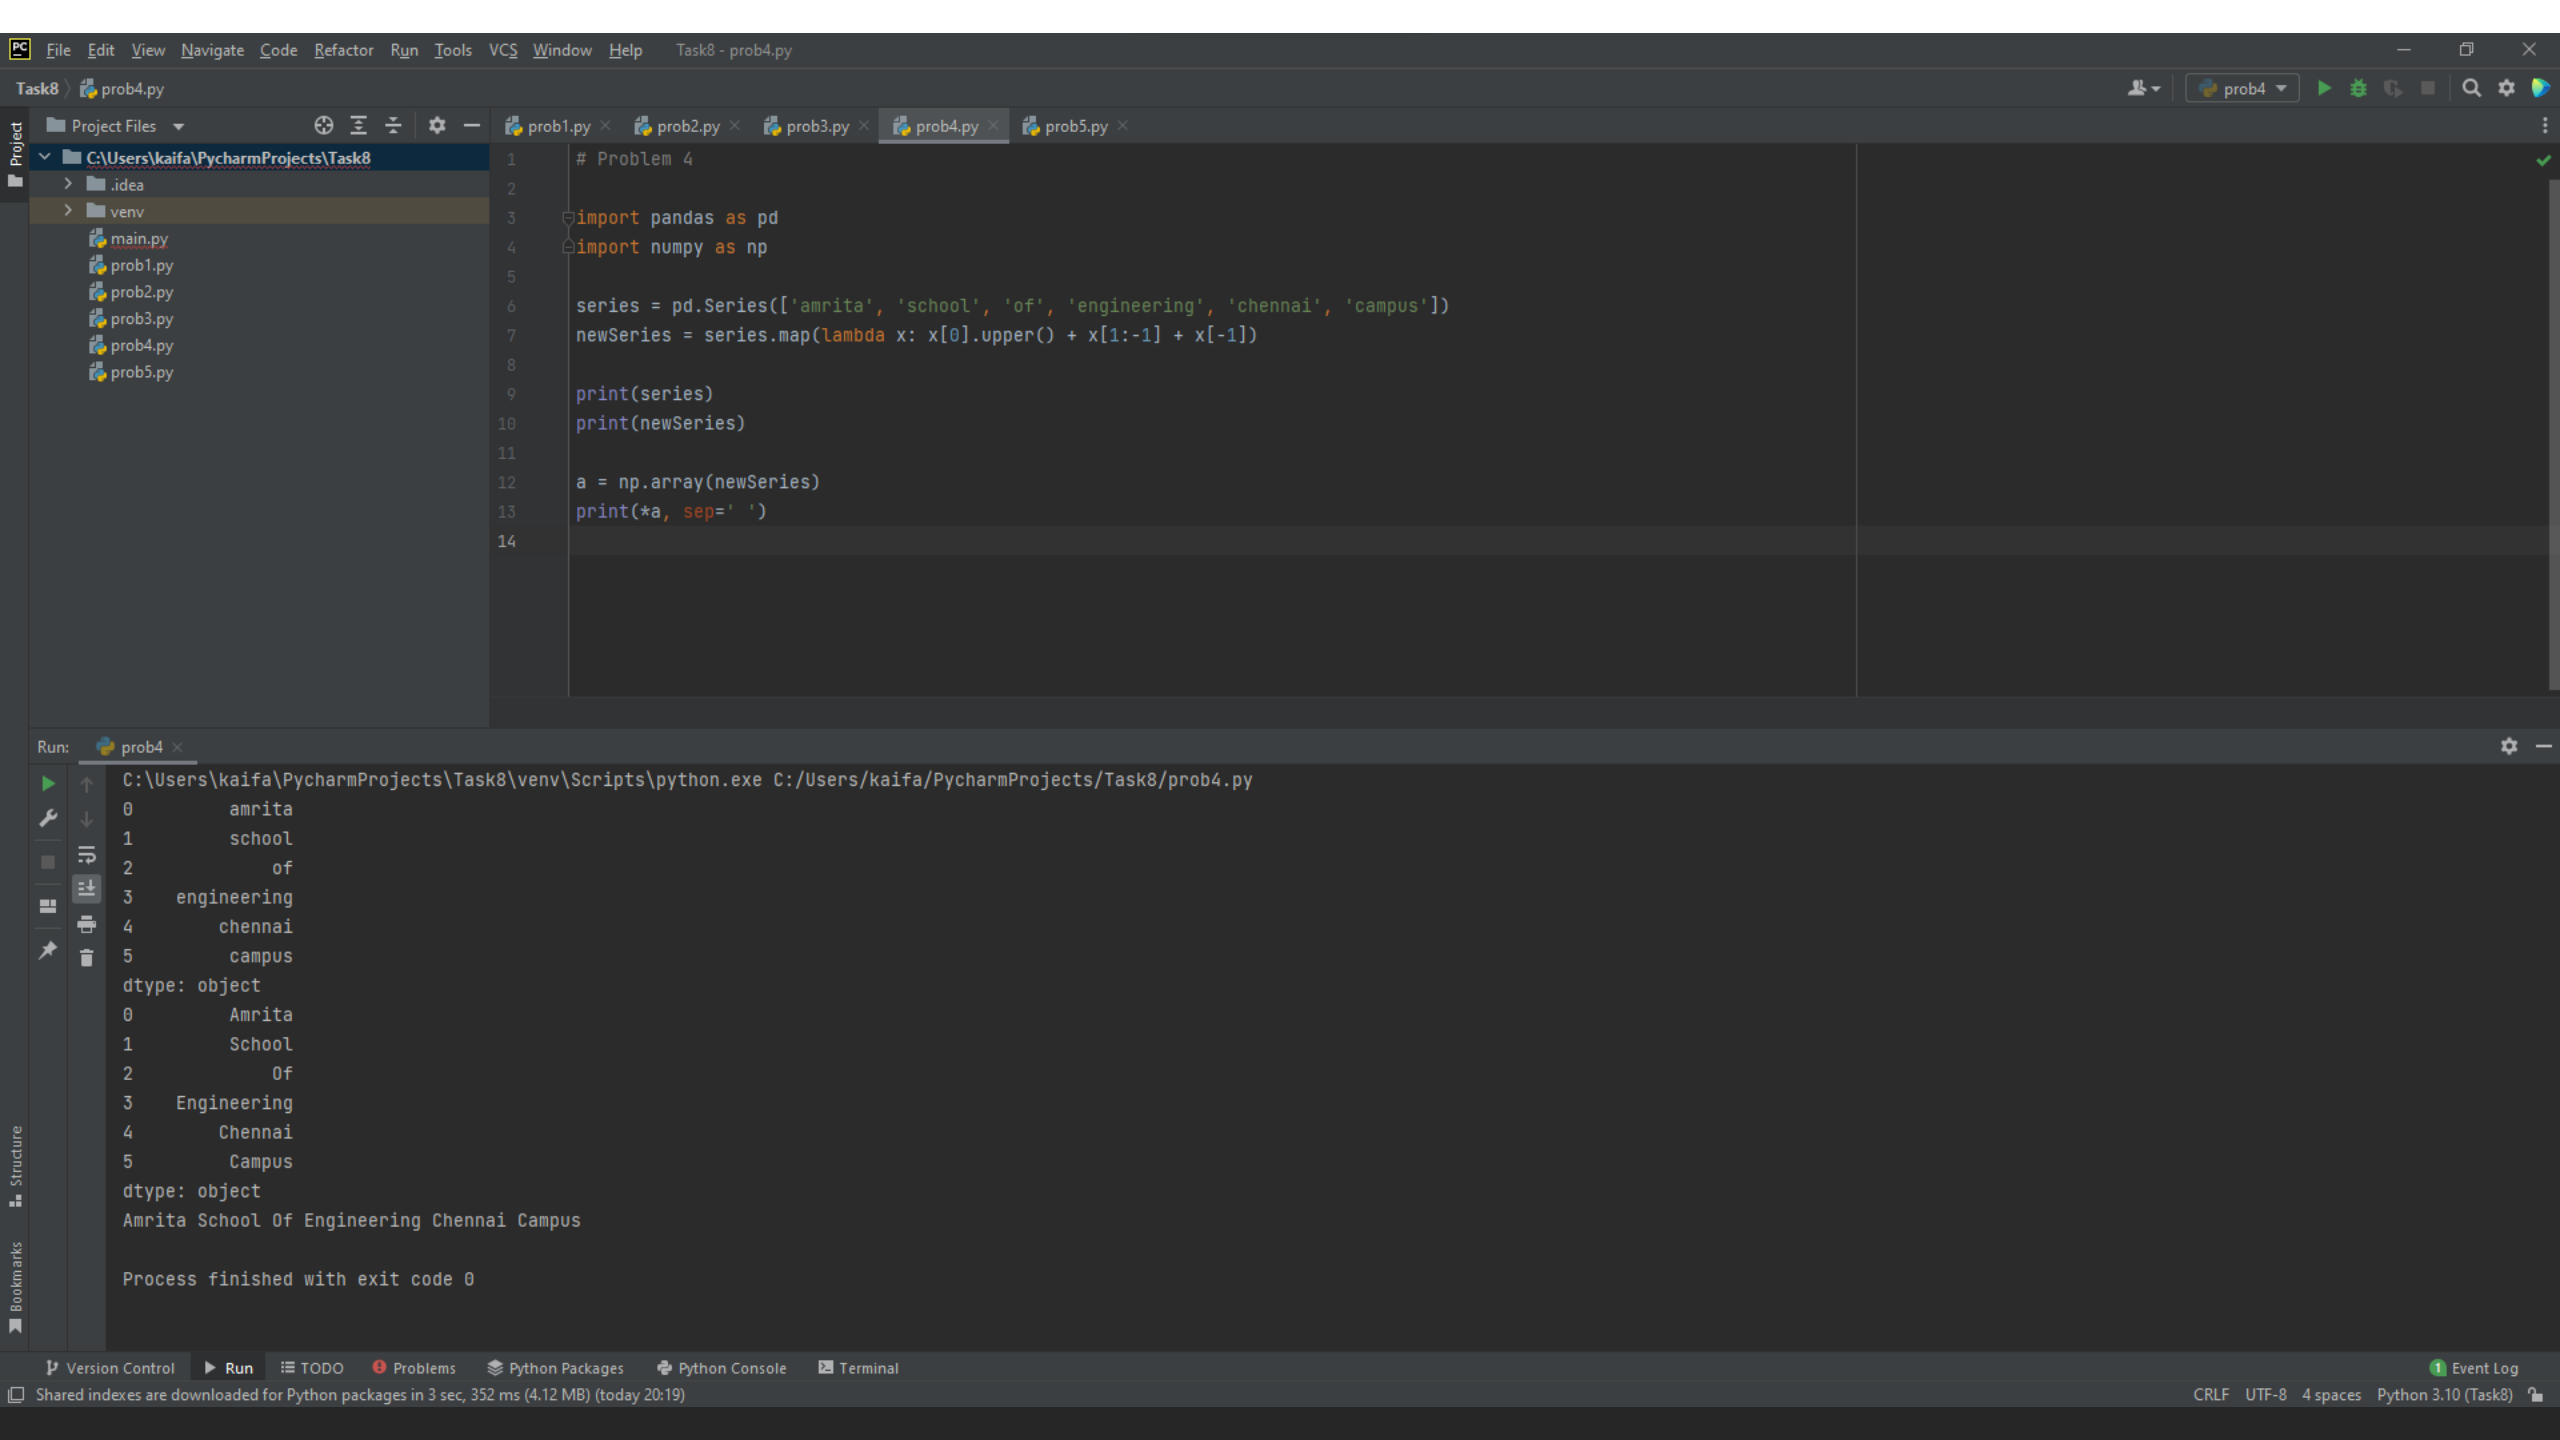 PC File Edit View Navigate Code Refactor Run Tools VCS Window Help Task8 - prob4.py
Task8 prob4.py prob4
Project
Project Files
prob1.py prob2.py prob3.py prob4.py prob5.py
C:\Users\kaifa\PycharmProjects\Task8
.idea
venv
main.py
prob1.py
prob2.py
prob3.py
prob4.py
prob5.py
1 # Problem 4
2
3 import pandas as pd
4 import numpy as np
5
6 series = pd.Series(['amrita', 'school', 'of', 'engineering', 'chennai', 'campus'])
7 newSeries = series.map(lambda x: x[0].upper() + x[1:-1] + x[-1])
8
9 print(series)
10 print(newSeries)
11
12 a = np.array(newSeries)
13 print(*a, sep=' ')
14
Run: prob4
C:\Users\kaifa\PycharmProjects\Task8\venv\Scripts\python.exe C:/Users/kaifa/PycharmProjects/Task8/prob4.py
0 amrita
1 school
2 of
3 engineering
4 chennai
5 campus
dtype: object
0 Amrita
1 School
2 Of
3 Engineering
4 Chennai
5 Campus
dtype: object
Amrita School Of Engineering Chennai Campus
Process finished with exit code 0
Structure
Bookmarks
Version Control Run TODO Problems Python Packages Python Console Terminal 1 Event Log
Shared indexes are downloaded for Python packages in 3 sec, 352 ms (4.12 MB) (today 20:19) CRLF UTF-8 4 spaces Python 3.10 (Task8)